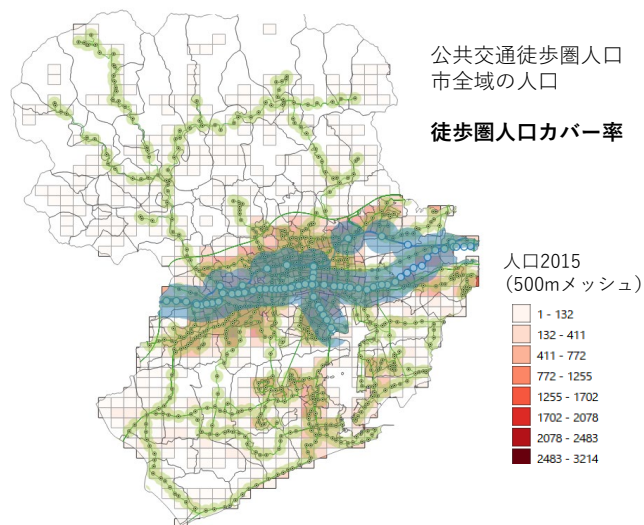 公共交通徒歩圏人口
市全域の人口
徒歩圏人口カバー率
人口2015
（500mメッシュ）
1 - 132
132 - 411
411 - 772
772 - 1255
1255 - 1702
1702 - 2078
2078 - 2483
2483 - 3214